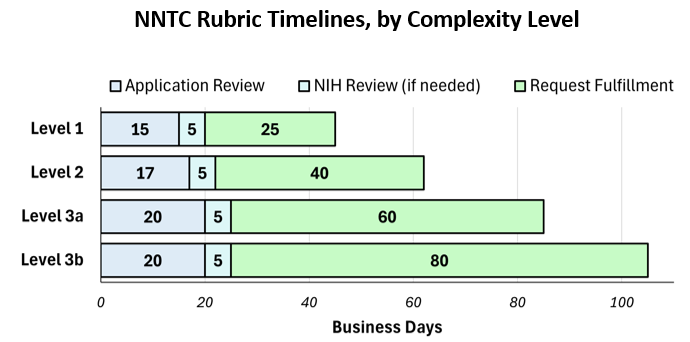 NNTC Rubric Timelines, by Complexity Level
Application Review NIH Review (if needed) Request Fulfillment
Level 1 15 5 25
Level 2 17 5 40
Level 3a 20 5 60
Level 3b 20 5 80
0 20 40 60 80 100
Business Days